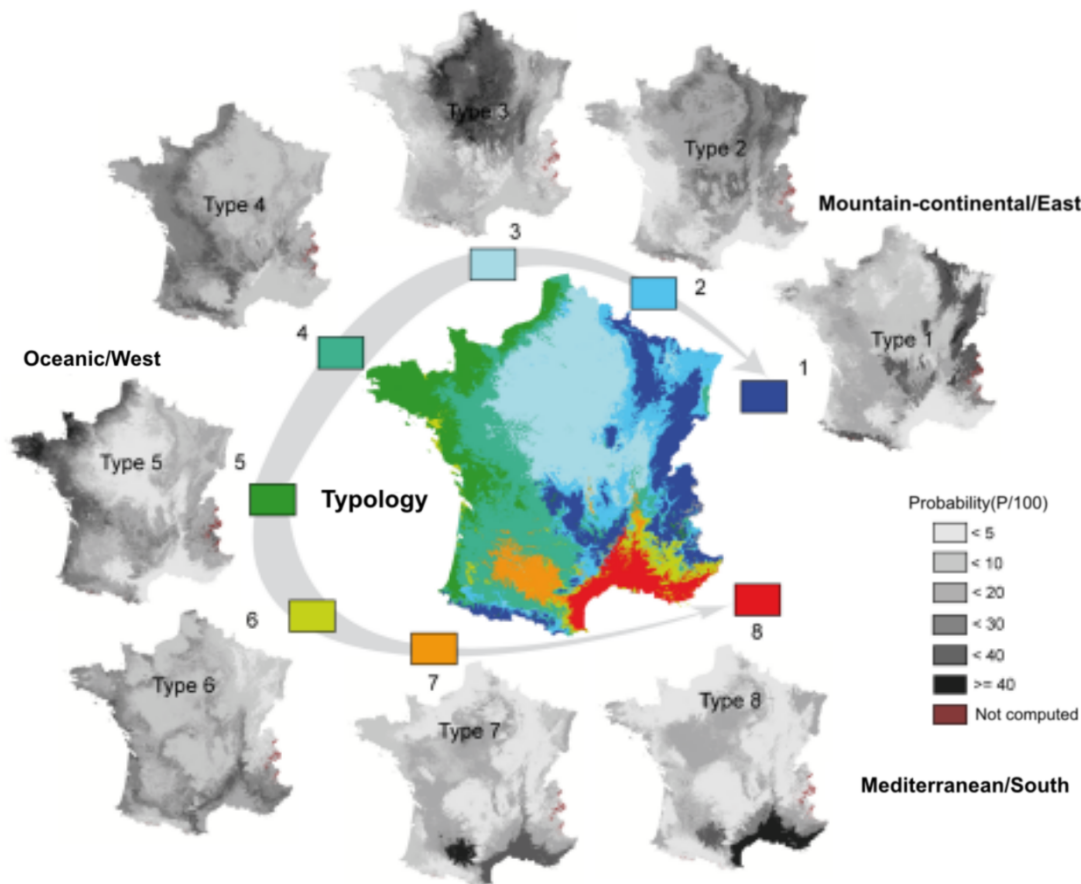 Type 3
Type 2
Type 4
Mountain-continental/East
3
2
Type 1
4
1
Oceanic/West
Type 5
5
Typology
Probability(P/100)
< 5
< 10
< 20
< 30
< 40
>= 40
Not computed
6
7
8
Type 6
Type 7
Type 8
Mediterranean/South